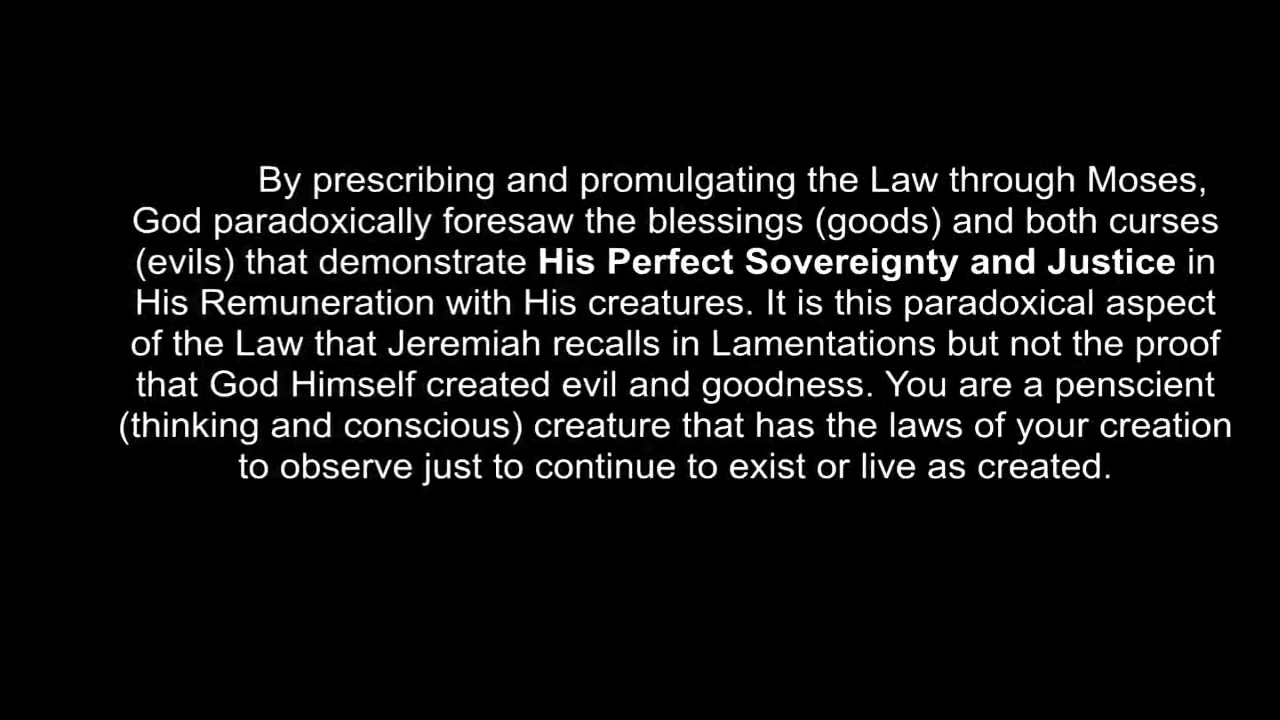 By prescribing and promulgating the Law through Moses,
God paradoxically foresaw the blessings (goods) and both curses
(evils) that demonstrate His Perfect Sovereignty and Justice in
His Remuneration with His creatures. It is this paradoxical aspect
of the Law that Jeremiah recalls in Lamentations but not the proof
that God Himself created evil and goodness. You are a penscient
(thinking and conscious) creature that has the laws of your creation
to observe just to continue to exist or live as created.